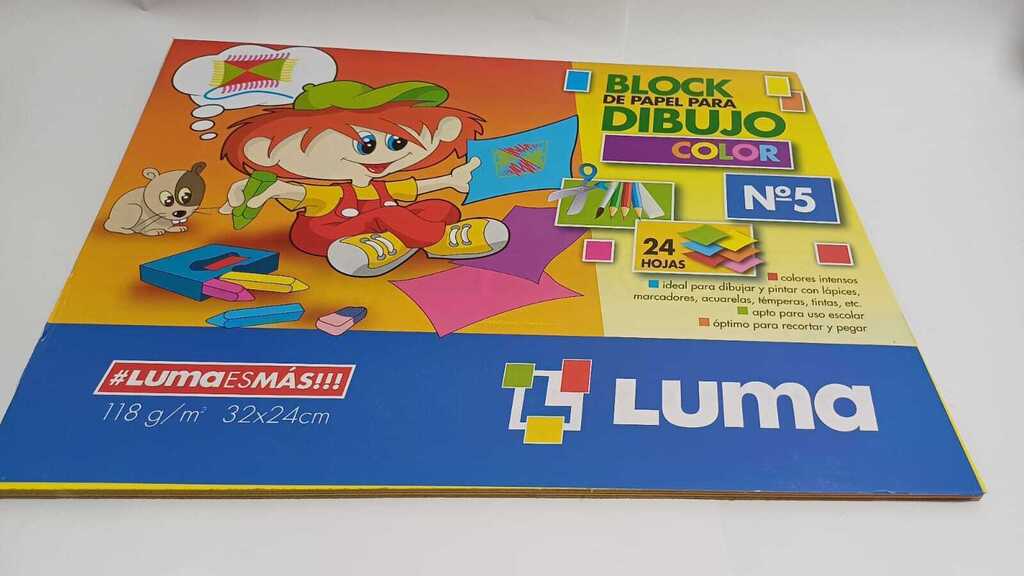 BLOCK
DE PAPEL PARA
DIBUJO
COLOR
Nº5
24
HOJAS
colores intensos
ideal para dibujar y pintar con lápices,
marcadores, acuarelas, témperas, tintas, etc.
apto para uso escolar
óptimo para recortar y pegar
#LUMAESMÁS!!!
118 g/m² 32x24cm
LUMA